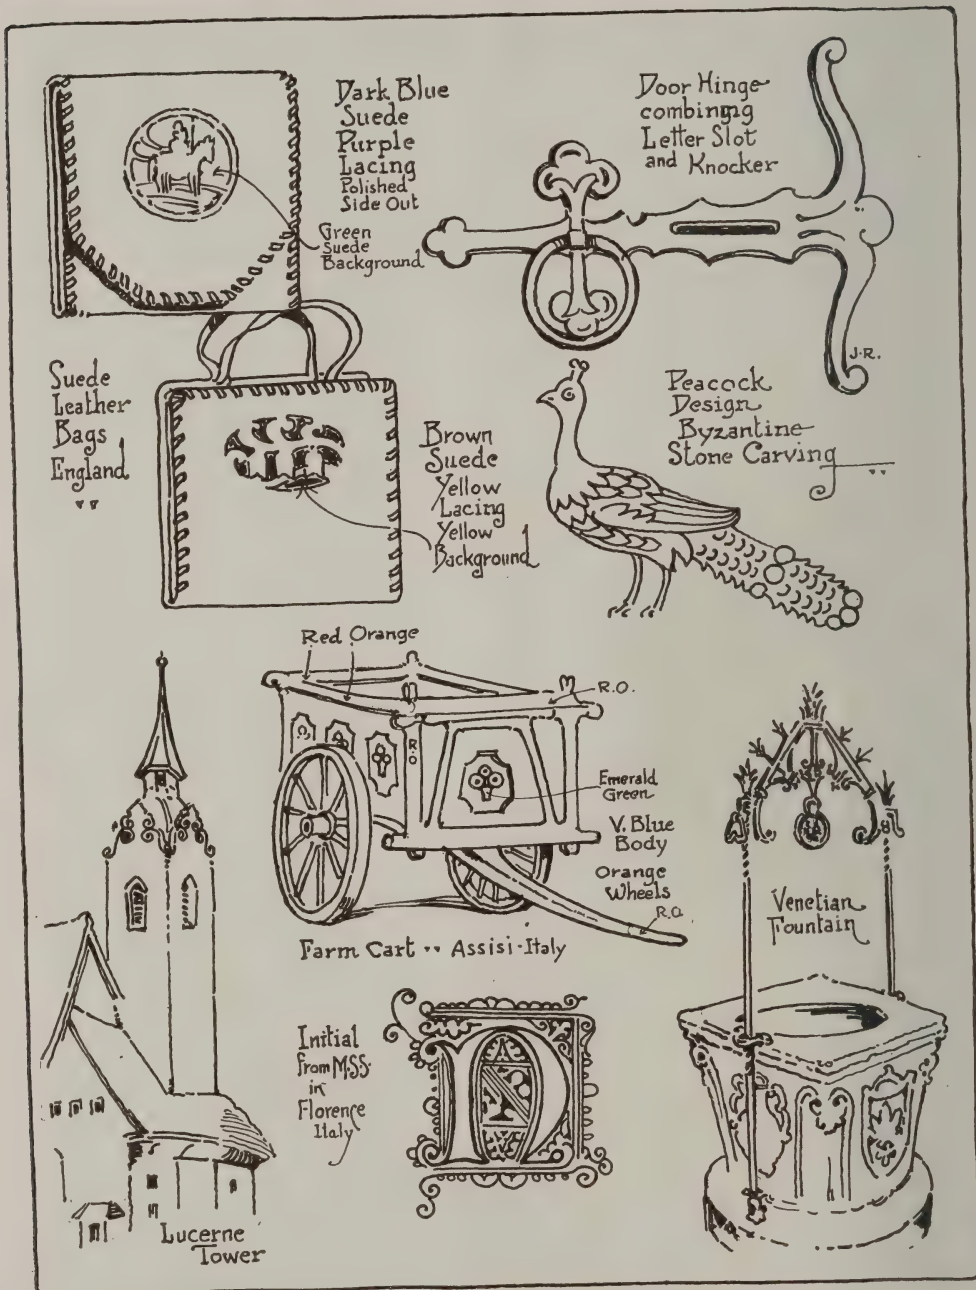 Dark Blue
Suede
Purple
Lacing
Polished
Side Out
Green
Suede
Background
Door Hinge
combining
Letter Slot
and Knocker
J.R.
Suede
Leather
Bags
England
Brown
Suede
Yellow
Lacing
Yellow
Background
Peacock
Design
Byzantine
Stone Carving
Red Orange
R.O.
R.O
Emerald
Green
V. Blue
Body
Orange
Wheels
R.O.
Farm Cart •• Assisi-Italy
Venetian
Fountain
Initial
from MSS.
in
Florence
Italy
Lucerne
Tower